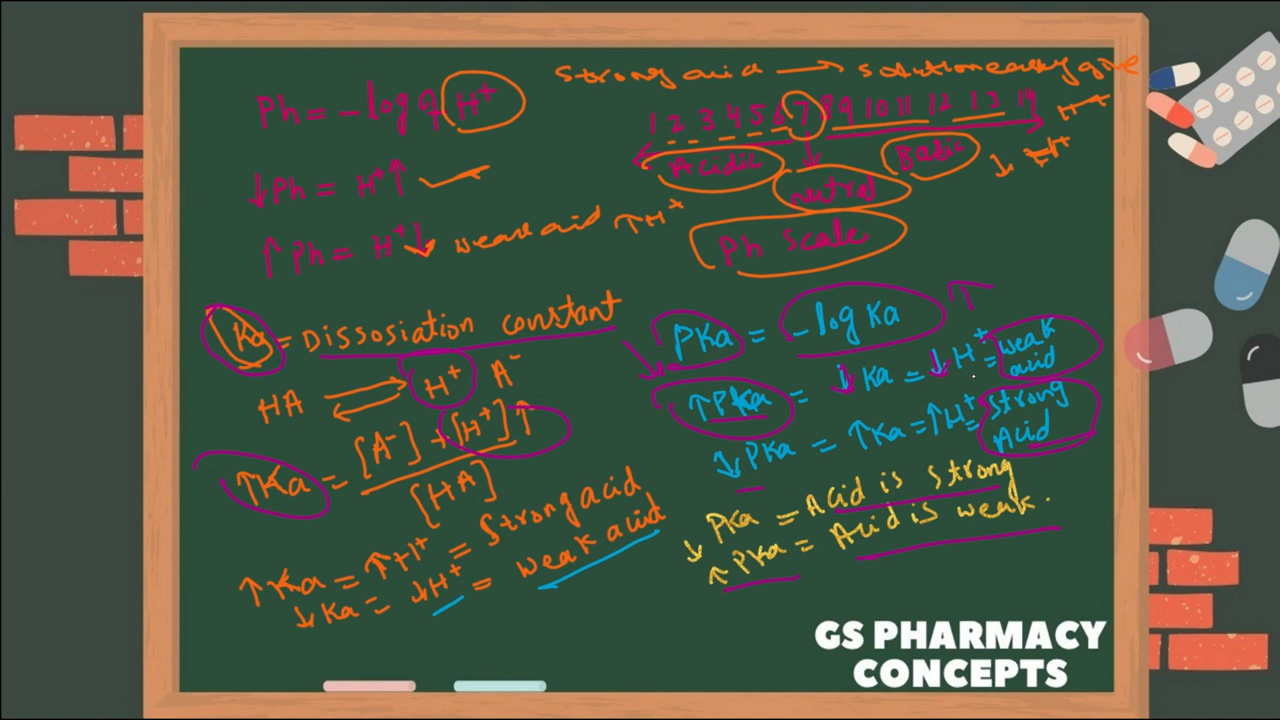 Strong acid → solution easily give H+
Ph = -log of H+
1 2 3 4 5 6 7 8 9 10 11 12 13 14
Acidic nutral Basic ↓ H+
↓Ph = H+↑
↑Ph = H+↓ weak acid ↑H+
Ph Scale
Ka = Dissosiation constant
HA ⇌ H+ A-
↑Ka = [A-] + [H+]↑
[HA]
↑Ka = ↑H+ = Strong acid
↓Ka = ↓H+ = weak acid
PKa = -log Ka ↑
↑PKa = ↓Ka = ↓H+ = weak acid
↓PKa = ↑Ka = ↑H+ = Strong Acid
↓PKa = Acid is strong
↑PKa = Acid is weak.
GS PHARMACY
CONCEPTS